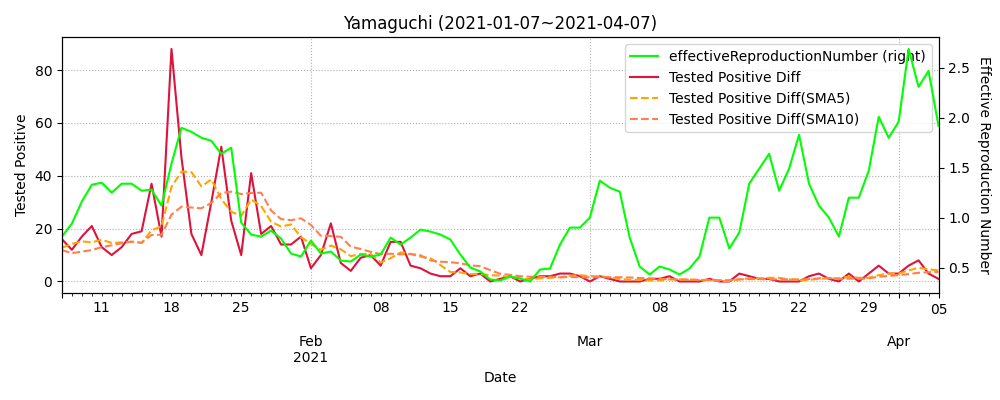 Yamaguchi (2021-01-07~2021-04-07)
effectiveReproductionNumber (right)
Tested Positive Diff
Tested Positive Diff(SMA5)
Tested Positive Diff(SMA10)
Tested Positive
80
60
40
20
0
Effective Reproduction Number
2.5
2.0
1.5
1.0
0.5
11 18 25 08 15 22 08 15 22 29 05
Feb Mar Apr
2021
Date